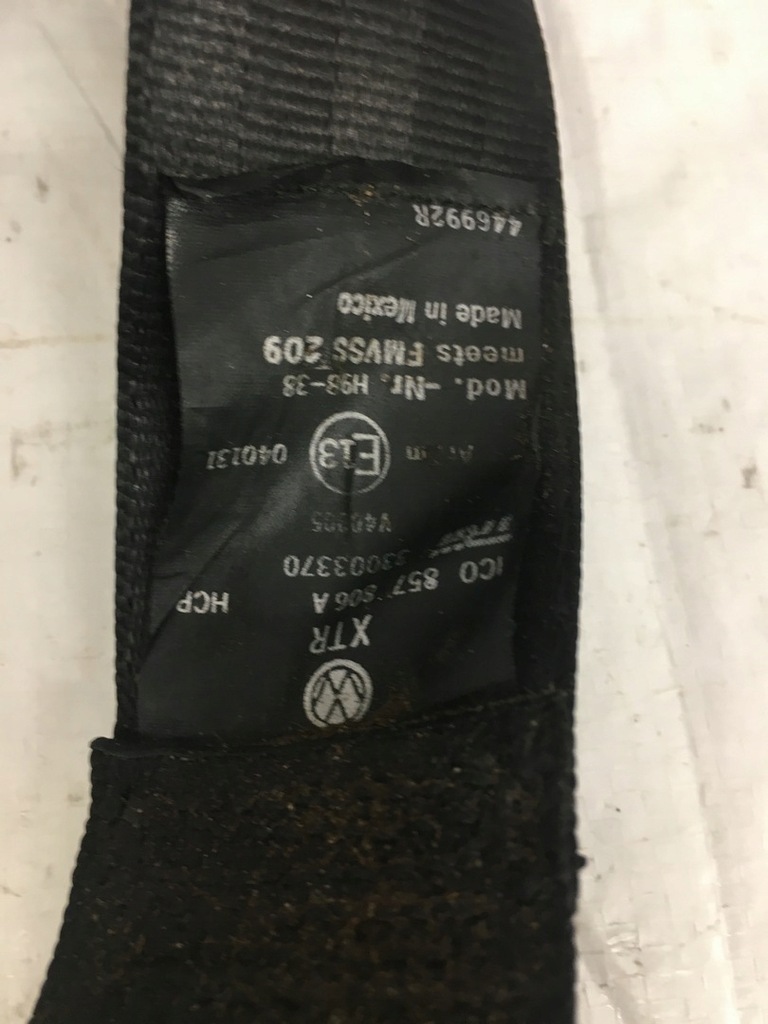 XTR
1C0 857 806 A HCP
33003370
E13 040131
Mod.-Nr. H98-38
meets FMVSS 209
Made in Mexico
446992R